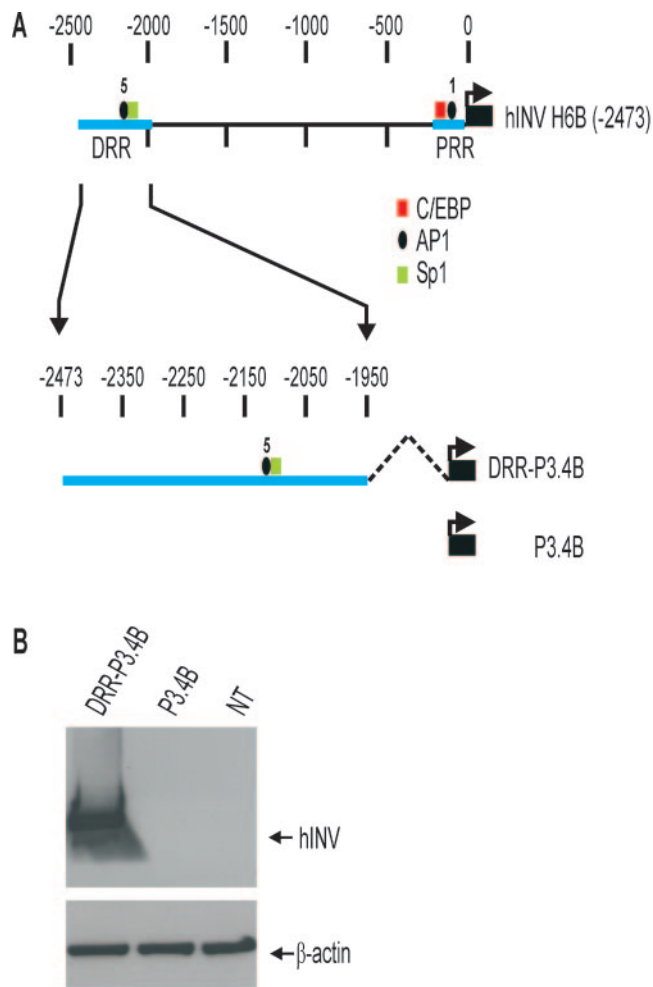 A
-2500 -2000 -1500 -1000 -500 0
5 1
hINV H6B (-2473)
DRR PRR
C/EBP
AP1
Sp1
-2473 -2350 -2250 -2150 -2050 -1950
5
DRR-P3.4B
P3.4B
B
DRR-P3.4B P3.4B NT
hINV
β-actin